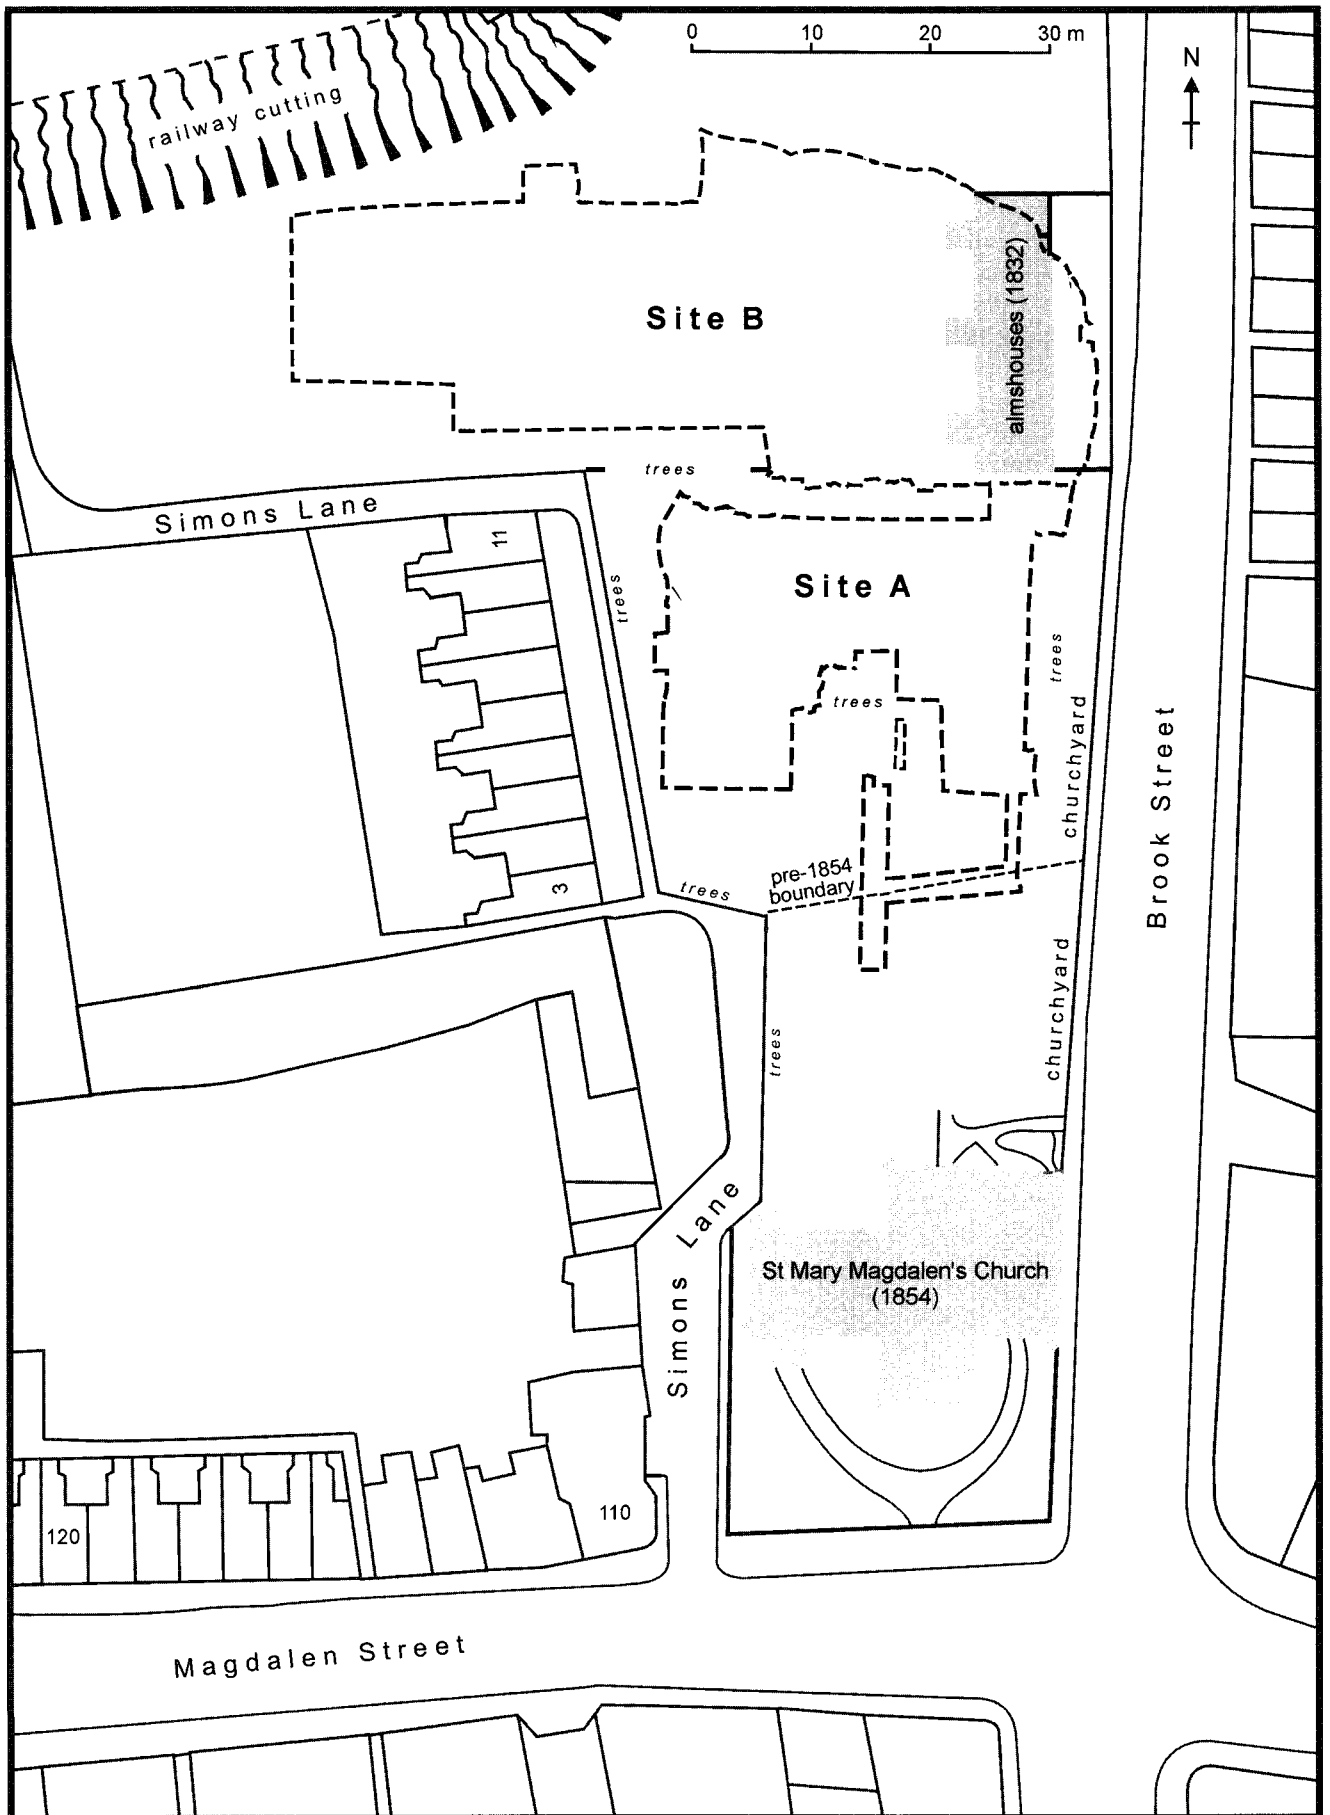 0 10 20 30 m
N
railway cutting
Site B
almshouses (1832)
trees
Simons Lane
11
trees
Site A
trees
trees
churchyard
Brook Street
pre-1854
boundary
trees
3
churchyard
trees
Simons Lane
St Mary Magdalen's Church
(1854)
110
120
Magdalen Street